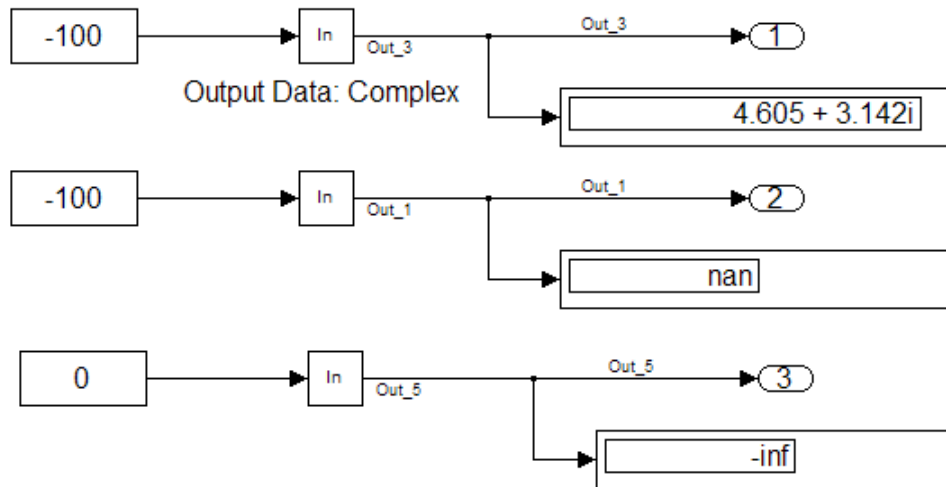 -100
In
Out_3
Out_3
1
Output Data: Complex
4.605 + 3.142i
-100
In
Out_1
Out_1
2
nan
0
In
Out_5
Out_5
3
-inf